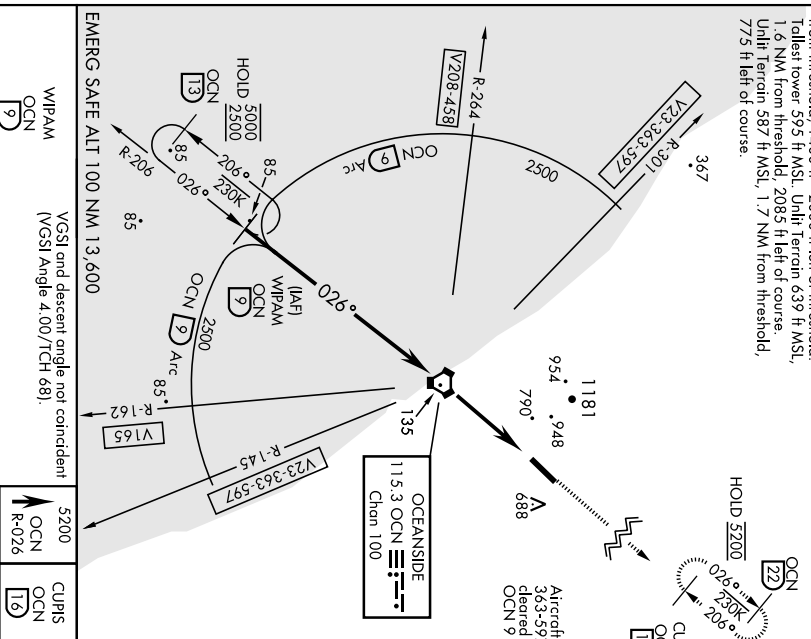 Tallest tower 595 ft MSL. Unlit Terrain 639 ft MSL,
1.6 NM from threshold, 2085 ft left of course.
Unlit Terrain 587 ft MSL, 1.7 NM from threshold,
775 ft left of course.
EMERG SAFE ALT 100 NM 13,600
HOLD 5000
2500
OCN
13
85
206°
026°
230K
85
R-206
85
V208-458
R-264
OCN 9 Arc
2500
V23-363-597
R-301
367
(IAF)
WIPAM
OCN
9
026°
OCN 9 Arc
2500
85
R-162
V165
R-145
V23-363-597
135
OCEANSIDE
115.3 OCN
Chan 100
1181
954
948
790
688
HOLD 5200
OCN
22
026°
230K
206°
Aircraft
cleared
OCN 9
WIPAM
OCN
9
VGSI and descent angle not coincident
(VGSI Angle 4.00/TCH 68).
5200
OCN
R-026
CUPIS
OCN
16